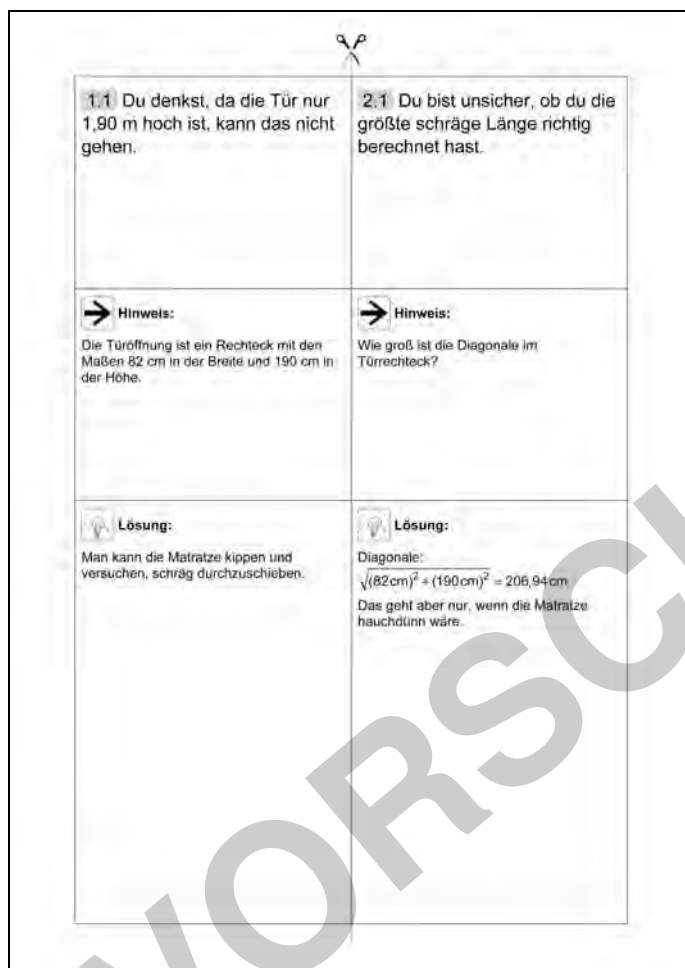 1.1 Du denkst, da die Tür nur
1,90 m hoch ist, kann das nicht
gehen.
2.1 Du bist unsicher, ob du die
größte schräge Länge richtig
berechnet hast.
Hinweis:
Die Türöffnung ist ein Rechteck mit den
Maßen 82 cm in der Breite und 190 cm in
der Höhe.
Hinweis:
Wie groß ist die Diagonale im
Türrechteck?
Lösung:
Man kann die Matratze kippen und
versuchen, schräg durchzuschieben.
Lösung:
Diagonale:
√(82cm)² + (190cm)² = 206,94cm
Das geht aber nur, wenn die Matratze
hauchdünn wäre.
VORSCH